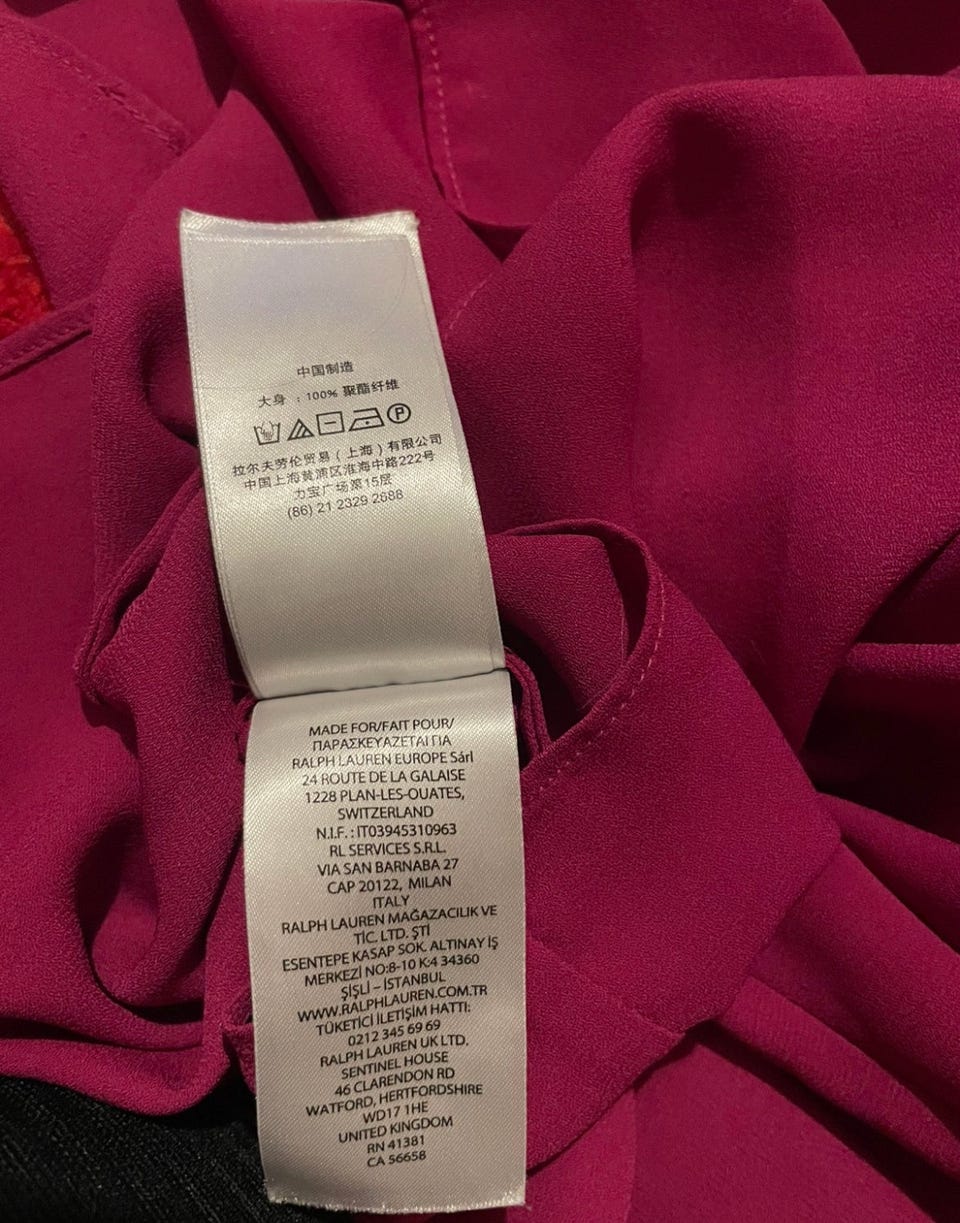 中国制造
大身 : 100% 聚酯纤维
P
拉尔夫劳伦贸易 ( 上海 ) 有限公司
中国上海黄浦区淮海中路222号
力宝广场第15层
(86) 21 2329 2688
MADE FOR/FAIT POUR/
ΠΑΡΑΣΚΕΥΑΖΕΤΑΙ ΓΙΑ
RALPH LAUREN EUROPE Sárl
24 ROUTE DE LA GALAISE
1228 PLAN-LES-OUATES,
SWITZERLAND
N.I.F. : IT03945310963
RL SERVICES S.R.L.
VIA SAN BARNABA 27
CAP 20122, MILAN
ITALY
RALPH LAUREN MAĞAZACILIK VE
TİC. LTD. ŞTİ
ESENTEPE KASAP SOK. ALTINAY İŞ
MERKEZİ NO:8-10 K:4 34360
ŞİŞLİ – İSTANBUL
WWW.RALPHLAUREN.COM.TR
TÜKETİCİ İLETİŞİM HATTI:
0212 345 69 69
RALPH LAUREN UK LTD.
SENTINEL HOUSE
46 CLARENDON RD
WATFORD, HERTFORDSHIRE
WD17 1HE
UNITED KINGDOM
RN 41381
CA 56658